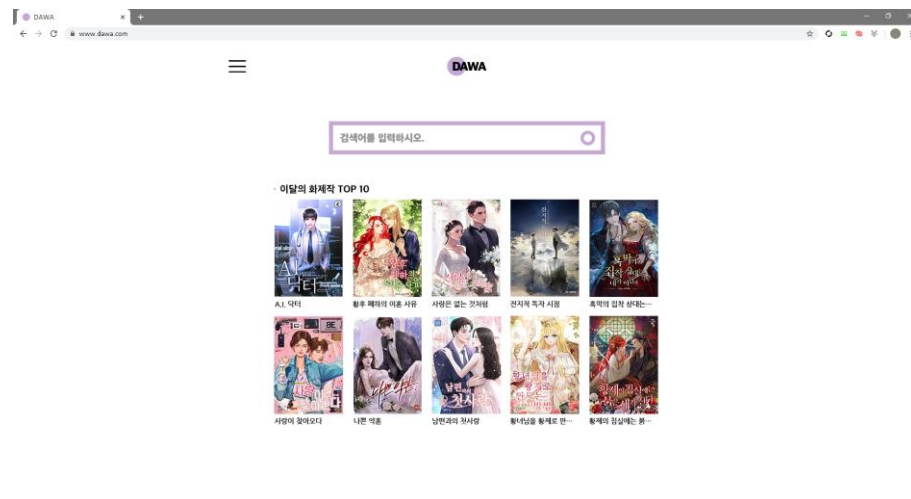 DAWA
www.dawa.com
DAWA
검색어를 입력하시오.
· 이달의 화제작 TOP 10
A.I. 닥터
A.I. 닥터
황후 폐하의 이혼 사유
사랑은 없는 것처럼
전지적 독자 시점
흑막의 집착 상대는…
사랑이 찾아오다
나쁜 약혼
남편과의 첫사랑
황녀님을 황제로 만…
황제의 침실에는 붉…